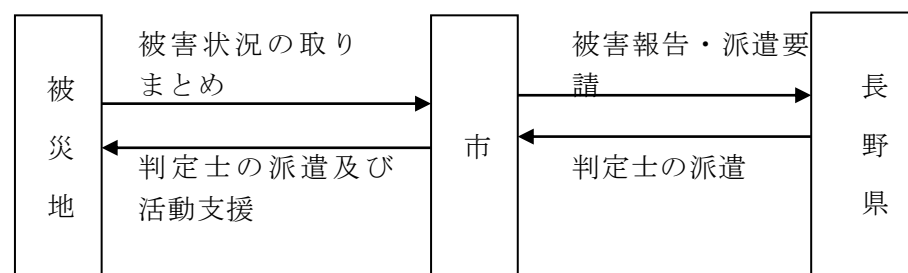 被災地
被害状況の取り
まとめ
判定士の派遣及び
活動支援
市
被害報告・派遣要
請
判定士の派遣
長野県